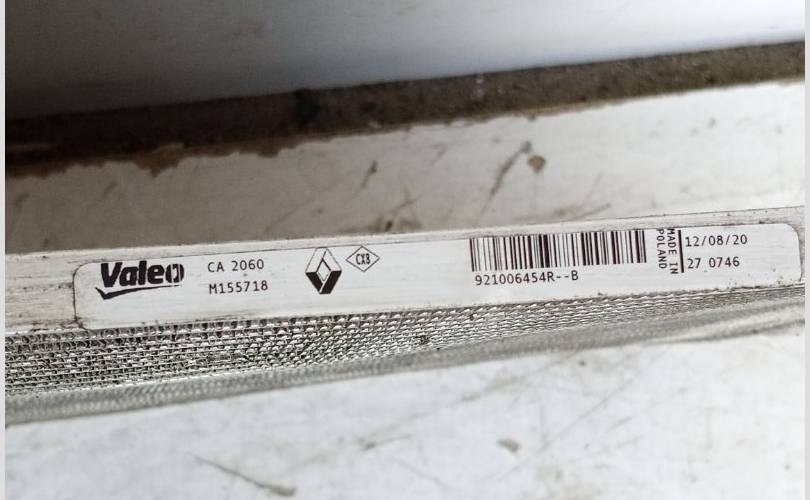 Valeo
CA 2060
M155718
CXB
921006454R--B
MADE IN
POLAND
12/08/20
27 0746